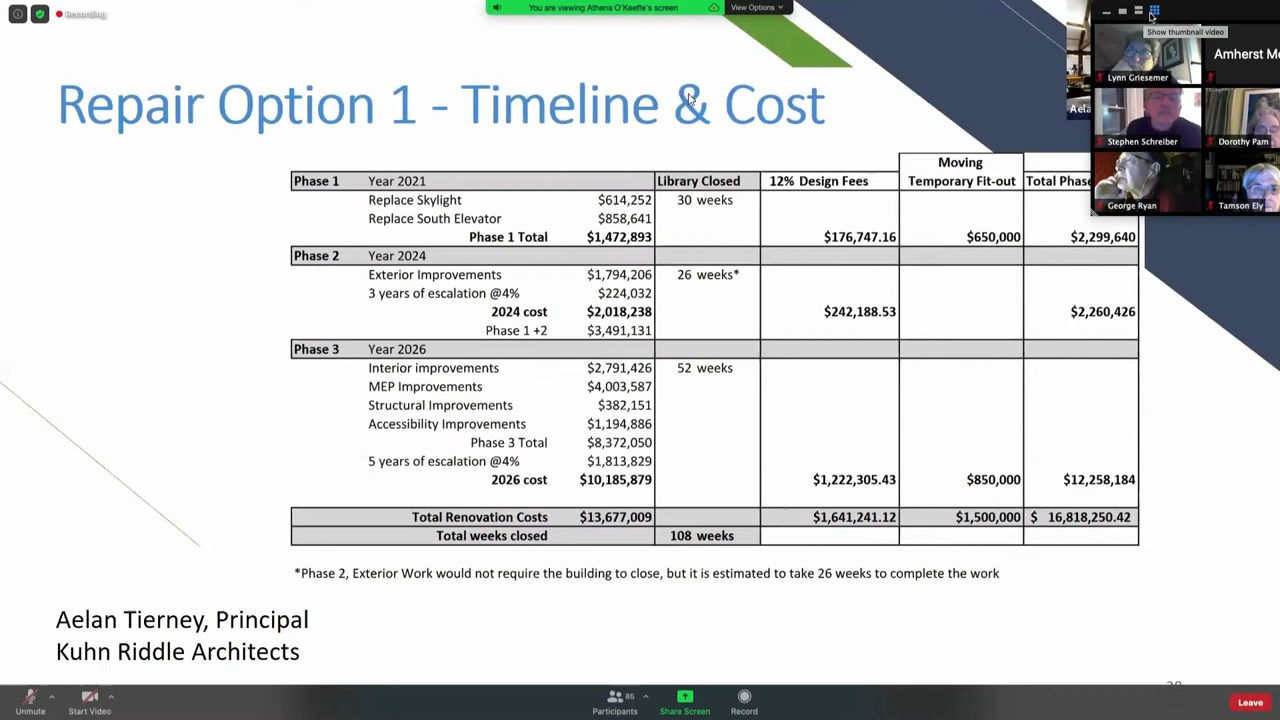 Recording
You are viewing Athena O'Keefe's screen
View Options
Show thumbnail video
Lynn Griesemer
Amherst Me
Stephen Schreiber
Dorothy Pam
George Ryan
Tamson Ely
Aela
Repair Option 1 - Timeline & Cost
Moving
Phase 1 Year 2021 Library Closed 12% Design Fees Temporary Fit-out Total Phase
Replace Skylight $614,252 30 weeks
Replace South Elevator $858,641
Phase 1 Total $1,472,893 $176,747.16 $650,000 $2,299,640
Phase 2 Year 2024
Exterior Improvements $1,794,206 26 weeks*
3 years of escalation @4% $224,032
2024 cost $2,018,238 $242,188.53 $2,260,426
Phase 1 +2 $3,491,131
Phase 3 Year 2026
Interior improvements $2,791,426 52 weeks
MEP Improvements $4,003,587
Structural Improvements $382,151
Accessibility Improvements $1,194,886
Phase 3 Total $8,372,050
5 years of escalation @4% $1,813,829
2026 cost $10,185,879 $1,222,305.43 $850,000 $12,258,184
Total Renovation Costs $13,677,009 $1,641,241.12 $1,500,000 $ 16,818,250.42
Total weeks closed 108 weeks
*Phase 2, Exterior Work would not require the building to close, but it is estimated to take 26 weeks to complete the work
Aelan Tierney, Principal
Kuhn Riddle Architects
Unmute
Start Video
85
Participants
Share Screen
Record
Leave